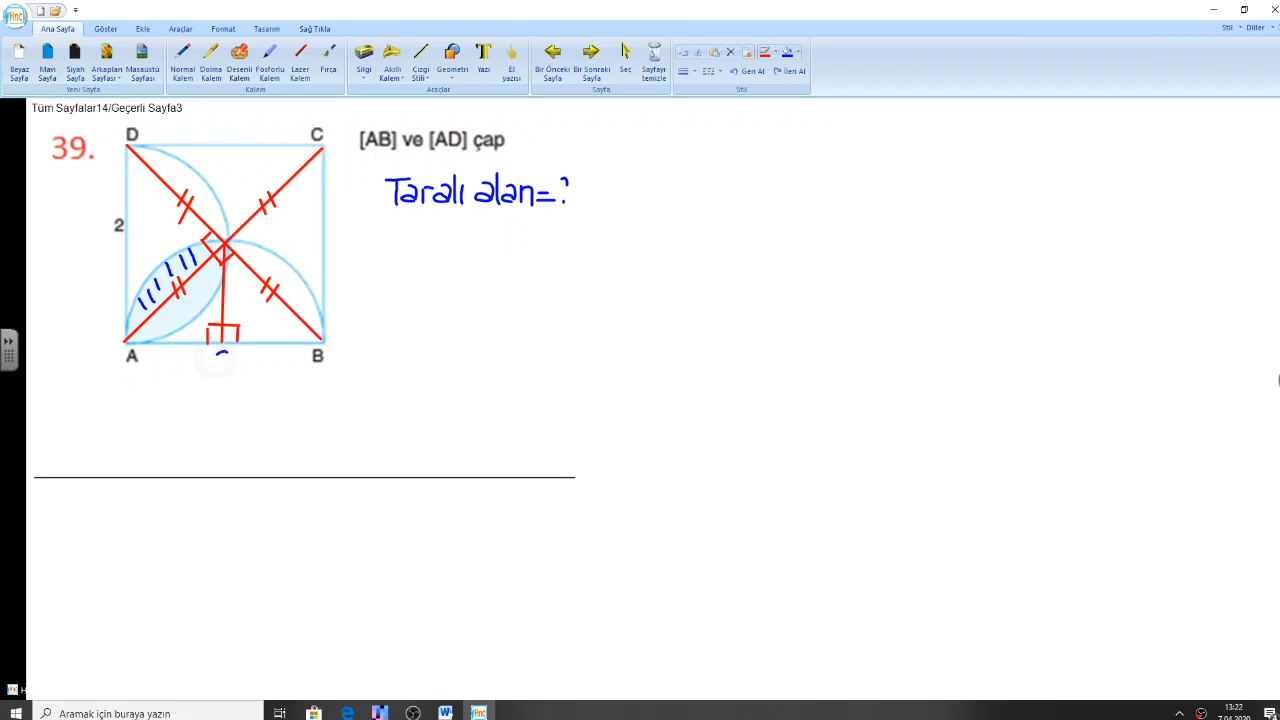 Ana Sayfa Göster Ekle Araçlar Format Tasarım Sağ Tıkla
Stil Diller
Beyaz Sayfa Mavi Sayfa Siyah Sayfa Arkaplan Sayfası Masaüstü Sayfası
Normal Kalem Dolma Kalem Desenli Kalem Fosforlu Kalem Lazer Kalem Fırça
Silgi Akıllı Kalem Çizgi Stili Geometri Yazı El yazısı
Bir Önceki Sayfa Bir Sonraki Sayfa Sec Sayfayı temizle
Geri Al İleri Al
Yeni Sayfa Kalem Araçlar Sayfa Stil
Tüm Sayfalar14/Geçerli Sayfa3
39.
D C
[AB] ve [AD] çap
Taralı alan=?
2
A B
Aramak için buraya yazın
13:22
7.04.2020